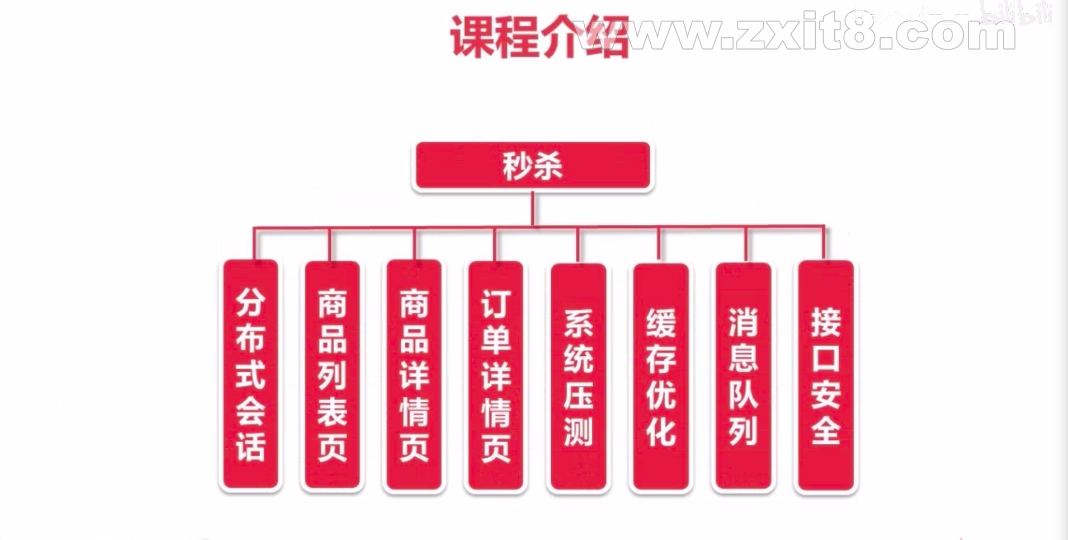 课程介绍
www.zxit8.com
bilibili
秒杀
分布式会话
商品列表页
商品详情页
订单详情页
系统压测
缓存优化
消息队列
接口安全